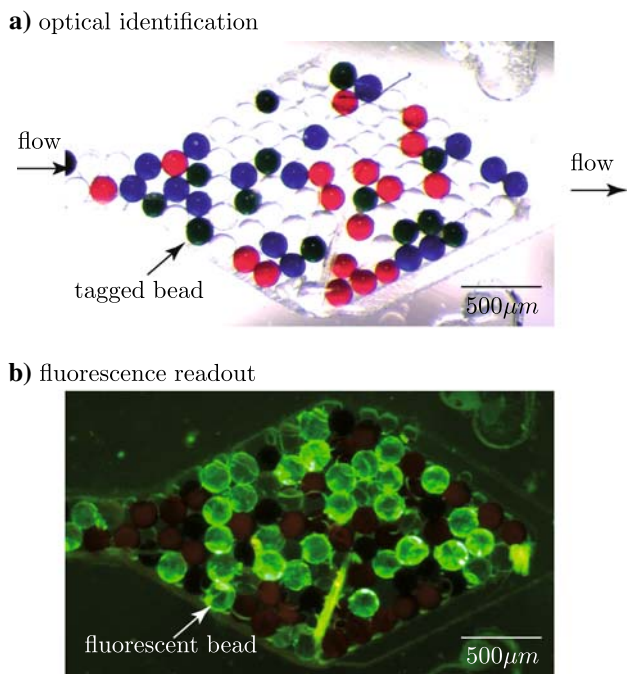 a) optical identification
flow
flow
tagged bead
500μm
b) fluorescence readout
fluorescent bead
500μm